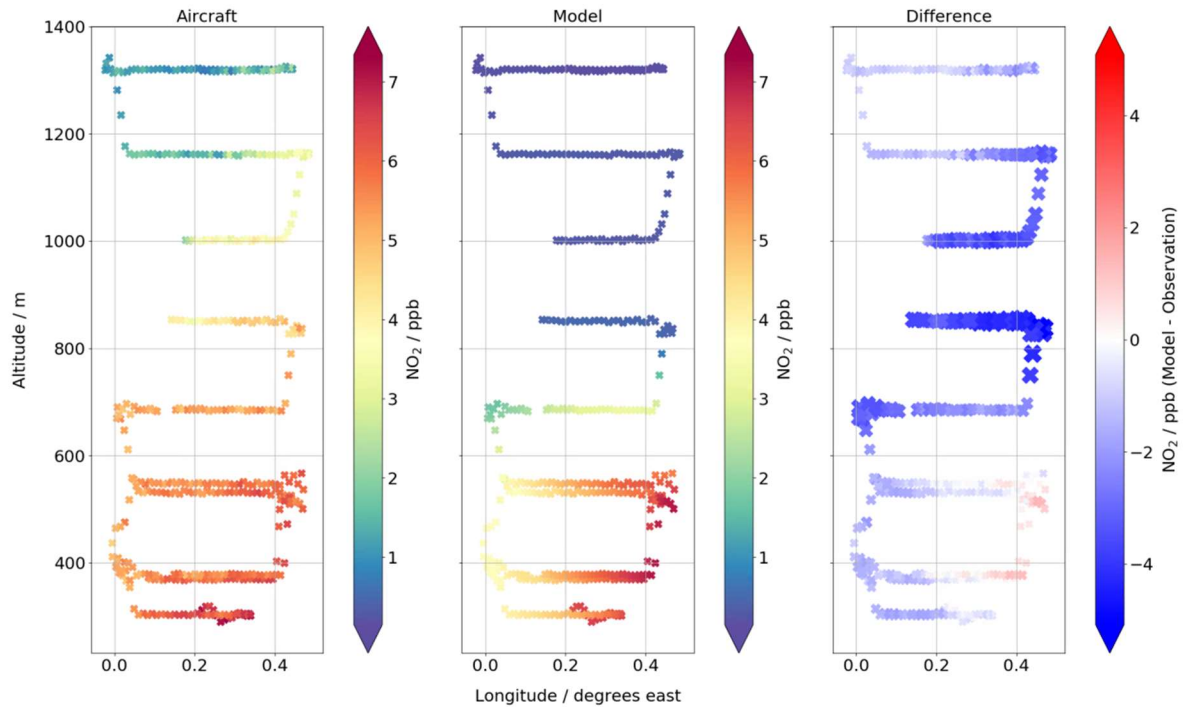 Aircraft
Model
Difference
Altitude / m
1400
1200
1000
800
600
400
0.0 0.2 0.4
7
6
5
4
3
2
1
NO₂ / ppb
0.0 0.2 0.4
7
6
5
4
3
2
1
NO₂ / ppb
0.0 0.2 0.4
4
2
0
−2
−4
NO₂ / ppb (Model - Observation)
Longitude / degrees east